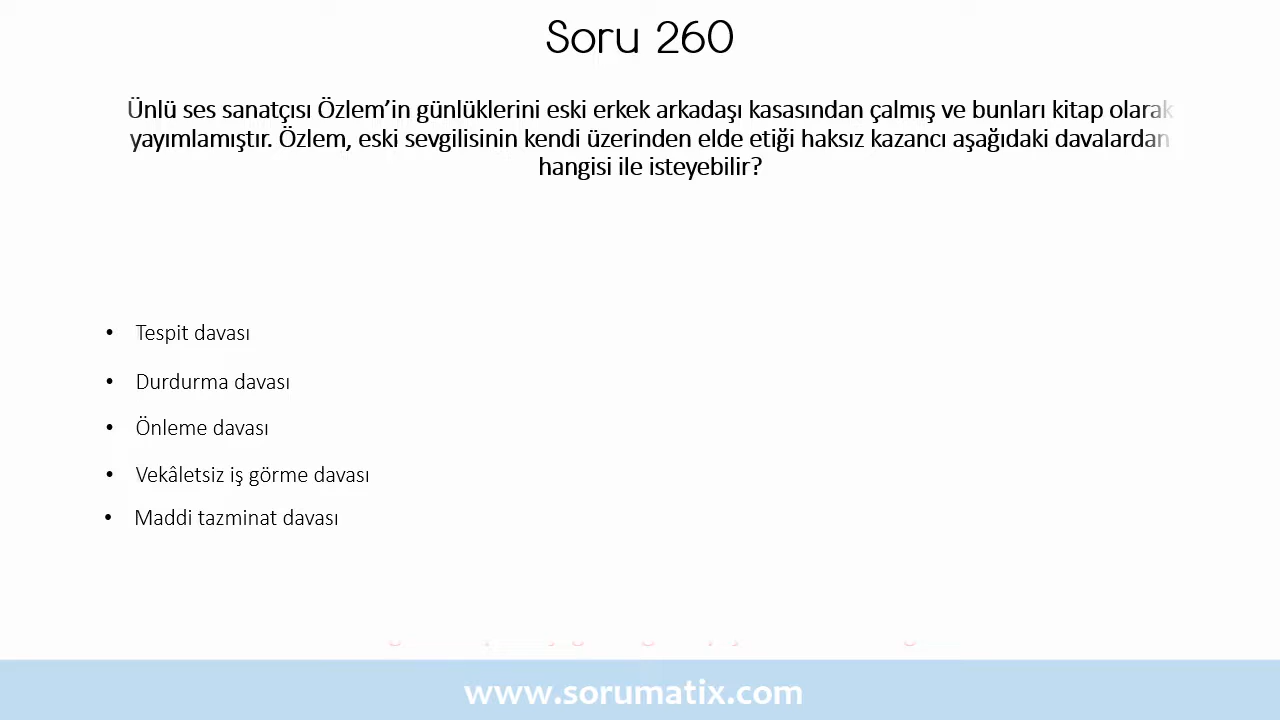 Soru 260
Ünlü ses sanatçısı Özlem’in günlüklerini eski erkek arkadaşı kasasından çalmış ve bunları kitap olarak
yayımlamıştır. Özlem, eski sevgilisinin kendi üzerinden elde etiği haksız kazancı aşağıdaki davalardan
hangisi ile isteyebilir?
• Tespit davası
• Durdurma davası
• Önleme davası
• Vekâletsiz iş görme davası
• Maddi tazminat davası
www.sorumatix.com